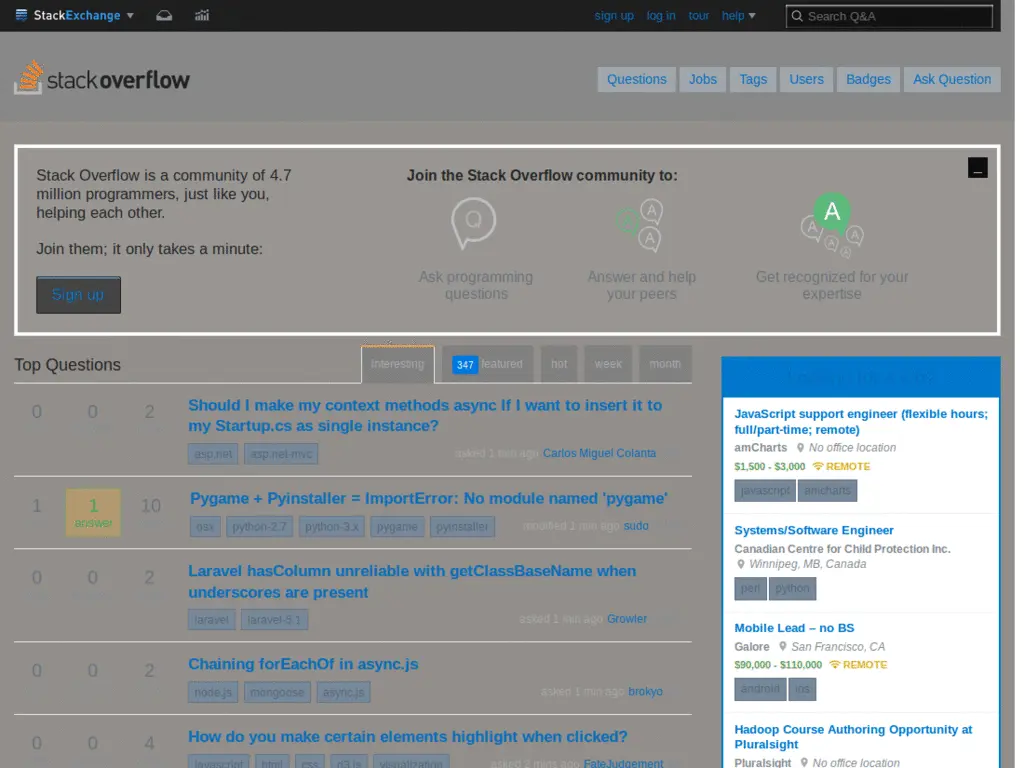 StackExchange
sign up log in tour help
Search Q&A
stackoverflow
Questions Jobs Tags Users Badges Ask Question
Stack Overflow is a community of 4.7
million programmers, just like you,
helping each other.
Join them; it only takes a minute:
Sign up
Join the Stack Overflow community to:
Q
Ask programming
questions
A
A
A
Answer and help
your peers
A
A
A
A
A
Get recognized for your
expertise
Top Questions
interesting 347 featured hot week month
0 0 2
Should I make my context methods async If I want to insert it to
my Startup.cs as single instance?
asp.net asp.net-mvc
asked 1 min ago Carlos Miguel Colanta
1 1 answer 10
Pygame + Pyinstaller = ImportError: No module named 'pygame'
osx python-2.7 python-3.x pygame pyinstaller
modified 1 min ago sudo
0 0 2
Laravel hasColumn unreliable with getClassBaseName when
underscores are present
laravel laravel-5.1
asked 1 min ago Growler
0 0 2
Chaining forEachOf in async.js
node.js mongoose async.js
asked 1 min ago brokyo
0 0 4
How do you make certain elements highlight when clicked?
javascript html css d3.js visualization
asked 2 mins ago FateJudgement
JavaScript support engineer (flexible hours;
full/part-time; remote)
amCharts No office location
$1,500 - $3,000 REMOTE
javascript amcharts
Systems/Software Engineer
Canadian Centre for Child Protection Inc.
Winnipeg, MB, Canada
perl python
Mobile Lead – no BS
Galore San Francisco, CA
$90,000 - $110,000 REMOTE
android ios
Hadoop Course Authoring Opportunity at
Pluralsight
Pluralsight No office location